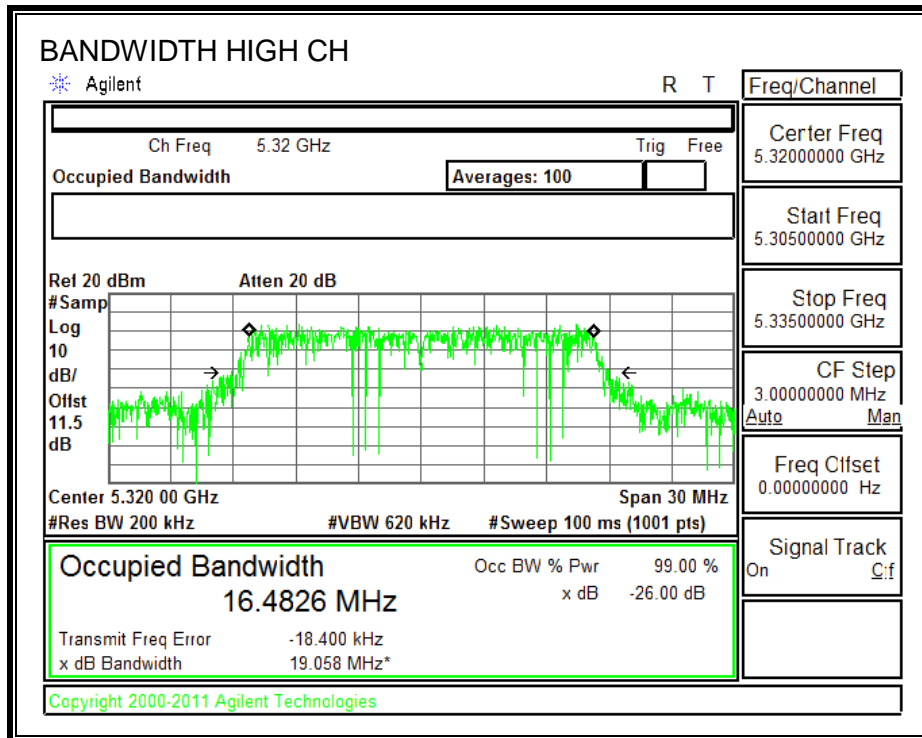 BANDWIDTH HIGH CH
Agilent R T
Freq/Channel
Ch Freq 5.32 GHz Trig Free
Occupied Bandwidth Averages: 100
Center Freq
5.32000000 GHz
Start Freq
5.30500000 GHz
Stop Freq
5.33500000 GHz
CF Step
3.00000000 MHz
Auto Man
Freq Offset
0.00000000 Hz
Signal Track
On Off
Ref 20 dBm Atten 20 dB
#Samp
Log
10
dB/
Offst
11.5
dB
Center 5.320 00 GHz Span 30 MHz
#Res BW 200 kHz #VBW 620 kHz #Sweep 100 ms (1001 pts)
Occupied Bandwidth Occ BW % Pwr 99.00 %
16.4826 MHz x dB -26.00 dB
Transmit Freq Error -18.400 kHz
x dB Bandwidth 19.058 MHz*
Copyright 2000-2011 Agilent Technologies